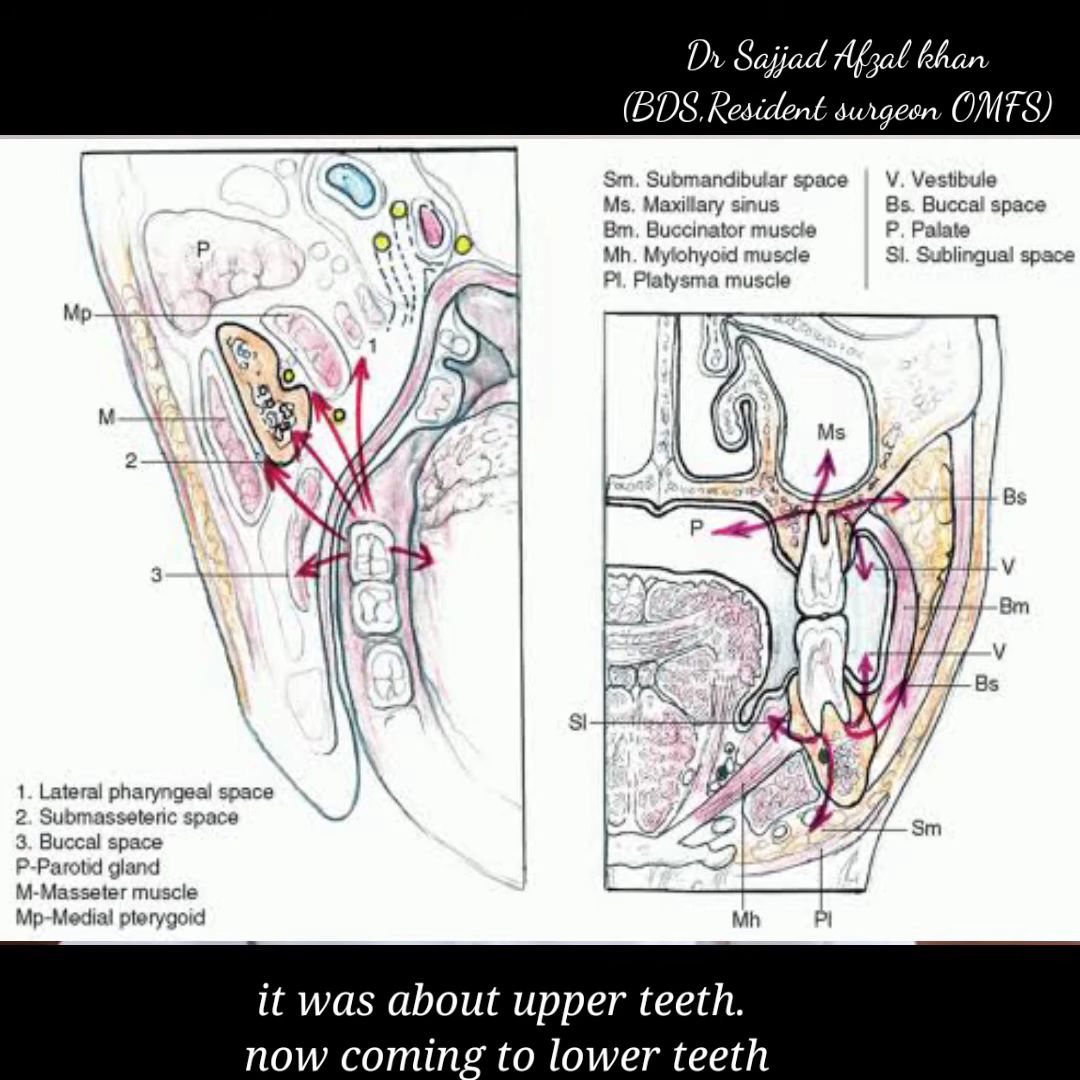 Dr Sajjad Afzal khan
(BDS,Resident surgeon OMFS)
P
Mp
1
M
2
3
1. Lateral pharyngeal space
2. Submasseteric space
3. Buccal space
P-Parotid gland
M-Masseter muscle
Mp-Medial pterygoid
Sm. Submandibular space
Ms. Maxillary sinus
Bm. Buccinator muscle
Mh. Mylohyoid muscle
Pl. Platysma muscle
V. Vestibule
Bs. Buccal space
P. Palate
Sl. Sublingual space
Ms
Bs
P
V
Bm
V
Bs
Sl
Sm
Mh
Pl
it was about upper teeth.
now coming to lower teeth